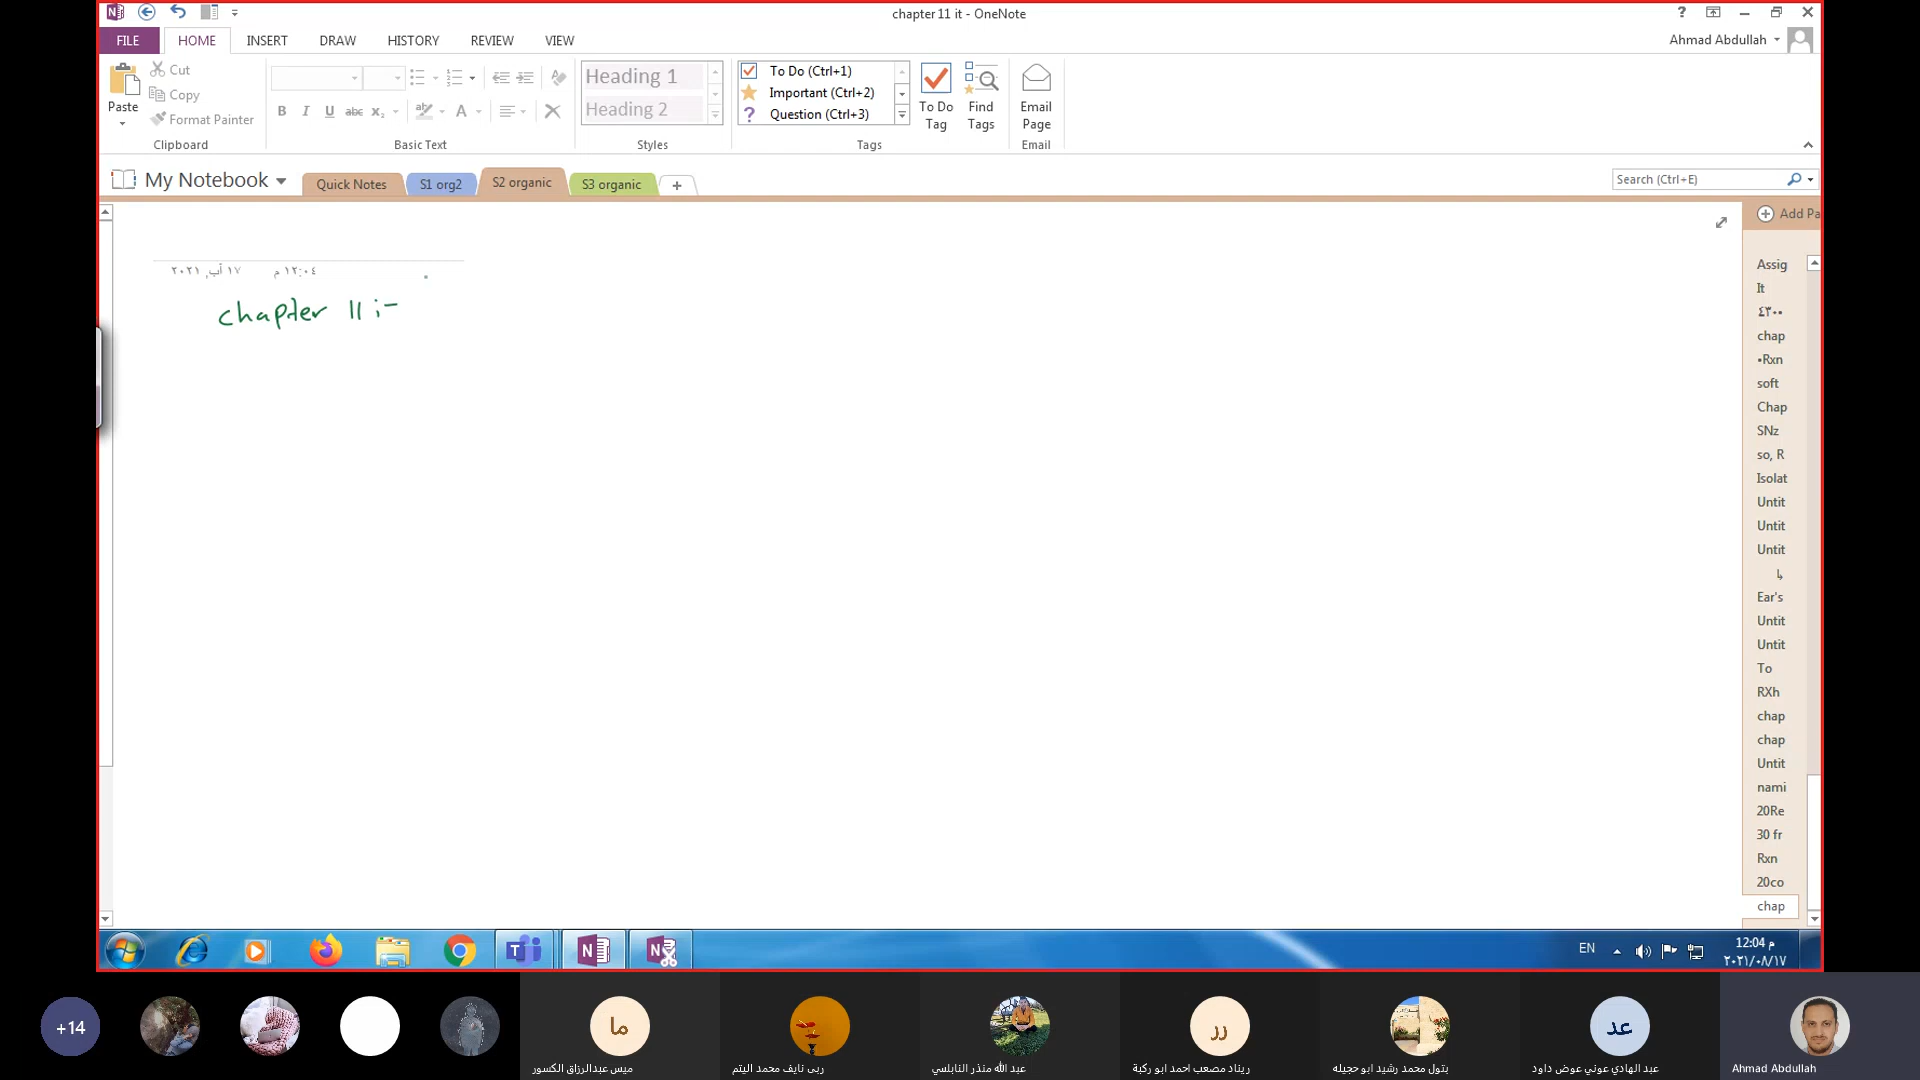 chapter 11 it - OneNote
FILE HOME INSERT DRAW HISTORY REVIEW VIEW
Ahmad Abdullah
Paste
Cut
Copy
Format Painter
Clipboard
B I U abc
Basic Text
Heading 1
Heading 2
Styles
To Do (Ctrl+1)
Important (Ctrl+2)
Question (Ctrl+3)
To Do Tag
Find Tags
Tags
Email Page
Email
My Notebook
Quick Notes
S1 org2
S2 organic
S3 organic
Search (Ctrl+E)
Add Pa
١٧ آب, ٢٠٢١ ١٢:٠٤ م
chapter 11 :-
Assig
It
٤٣٠٠
chap
•Rxn
soft
Chap
SNz
so, R
Isolat
Untit
Untit
Untit
Ear's
Untit
Untit
To
RXh
chap
chap
Untit
nami
20Re
30 fr
Rxn
20co
chap
EN
12:04 م
٢٠٢١/٠٨/١٧
+14
ما
رر
عد
ميس عبدالرزاق الكسور
ربى نايف محمد اليتم
عبد الله منذر النابلسي
ريناد مصعب احمد ابو ركبة
بتول محمد رشيد ابو حجيله
عبد الهادي عوني عوض داود
Ahmad Abdullah